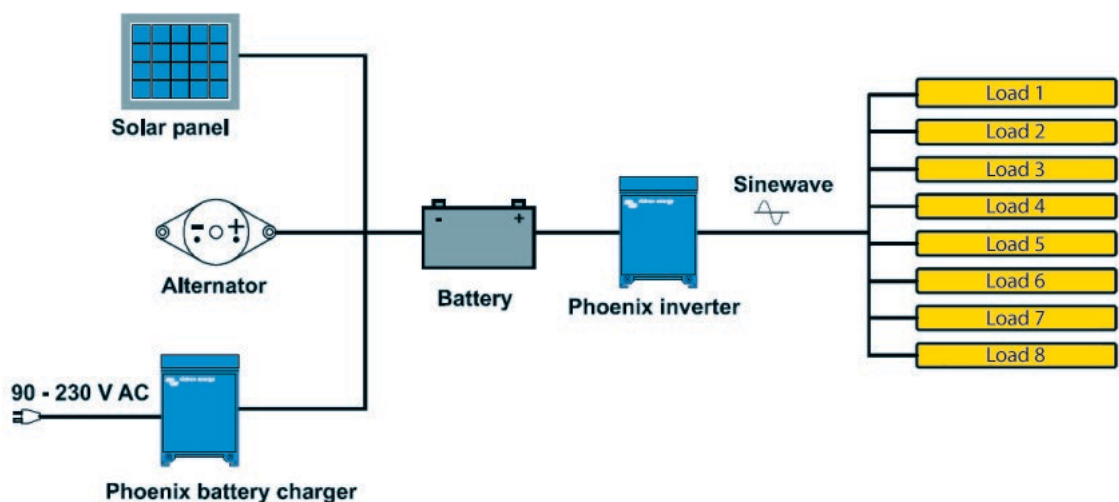 Solar panel
- +
Alternator
90 - 230 V AC
Phoenix battery charger
- +
Battery
Phoenix inverter
Sinewave
Load 1
Load 2
Load 3
Load 4
Load 5
Load 6
Load 7
Load 8